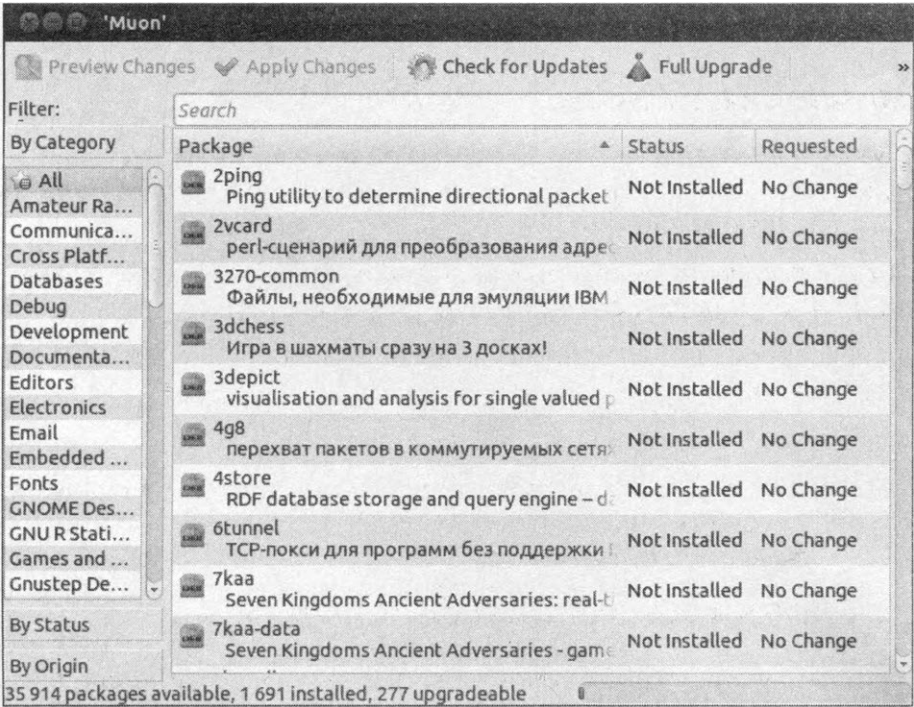 'Muon'
Preview Changes Apply Changes Check for Updates Full Upgrade »
Filter: Search
By Category Package Status Requested
All
Amateur Ra...
Communica...
Cross Platf...
Databases
Debug
Development
Documenta...
Editors
Electronics
Email
Embedded ...
Fonts
GNOME Des...
GNU R Stati...
Games and ...
Gnustep De...
By Status
By Origin
2ping
Ping utility to determine directional packet Not Installed No Change
2vcard
perl-сценарий для преобразования адрес Not Installed No Change
3270-common
Файлы, необходимые для эмуляции IBM Not Installed No Change
3dchess
Игра в шахматы сразу на 3 досках! Not Installed No Change
3depict
visualisation and analysis for single valued p Not Installed No Change
4g8
перехват пакетов в коммутируемых сетях Not Installed No Change
4store
RDF database storage and query engine – da Not Installed No Change
6tunnel
TCP-покси для программ без поддержки Not Installed No Change
7kaa
Seven Kingdoms Ancient Adversaries: real-t Not Installed No Change
7kaa-data
Seven Kingdoms Ancient Adversaries - game Not Installed No Change
35 914 packages available, 1 691 installed, 277 upgradeable